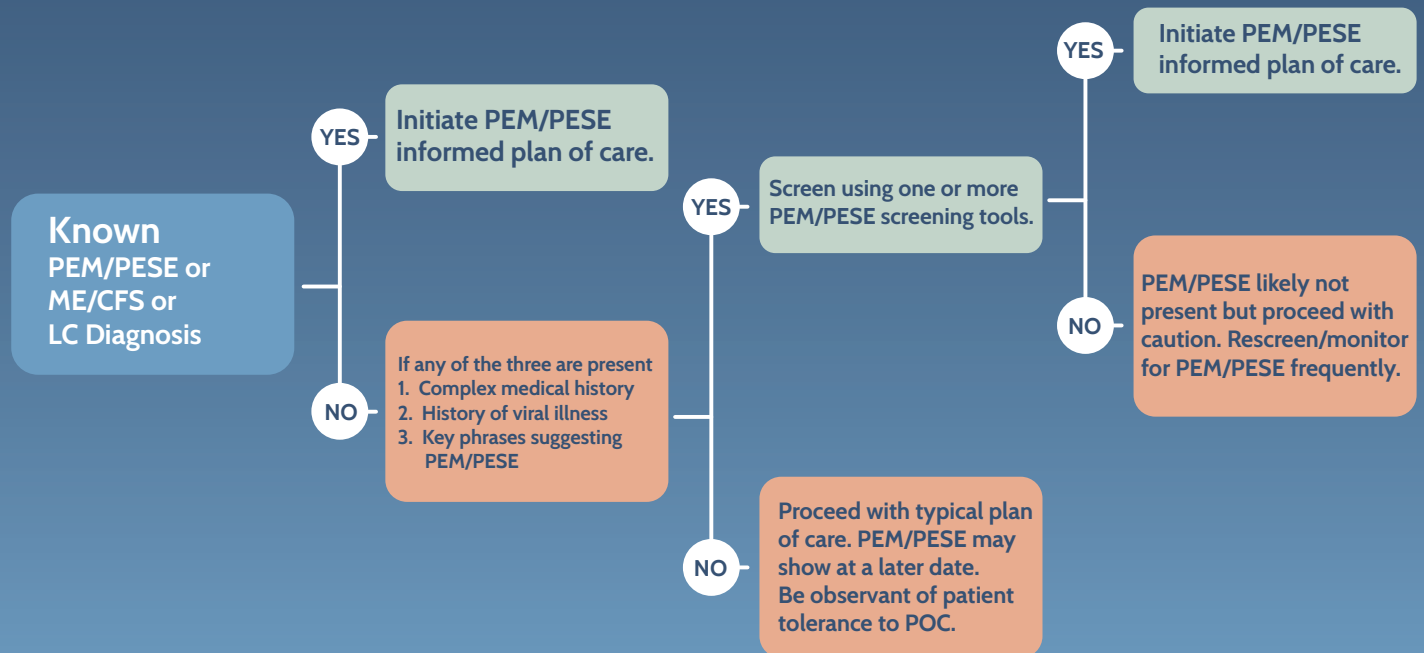 Known
PEM/PESE or
ME/CFS or
LC Diagnosis
YES
Initiate PEM/PESE
informed plan of care.
NO
If any of the three are present
1. Complex medical history
2. History of viral illness
3. Key phrases suggesting
PEM/PESE
YES
Screen using one or more
PEM/PESE screening tools.
NO
Proceed with typical plan
of care. PEM/PESE may
show at a later date.
Be observant of patient
tolerance to POC.
YES
Initiate PEM/PESE
informed plan of care.
NO
PEM/PESE likely not
present but proceed with
caution. Rescreen/monitor
for PEM/PESE frequently.